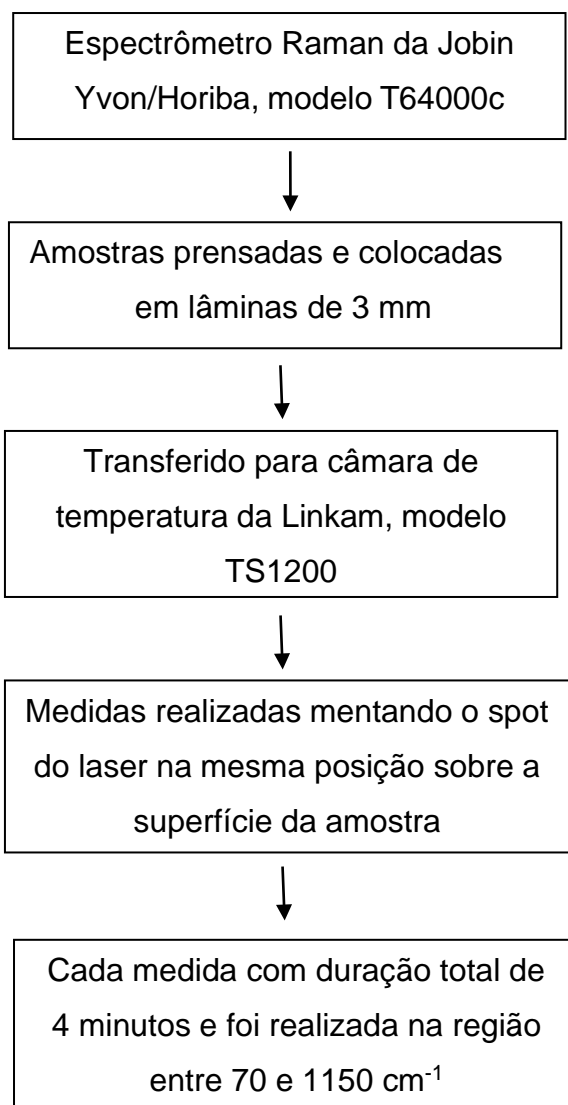 Espectrômetro Raman da Jobin
Yvon/Horiba, modelo T64000c
Amostras prensadas e colocadas
em lâminas de 3 mm
Transferido para câmara de
temperatura da Linkam, modelo
TS1200
Medidas realizadas mentando o spot
do laser na mesma posição sobre a
superfície da amostra
Cada medida com duração total de
4 minutos e foi realizada na região
entre 70 e 1150 cm⁻¹